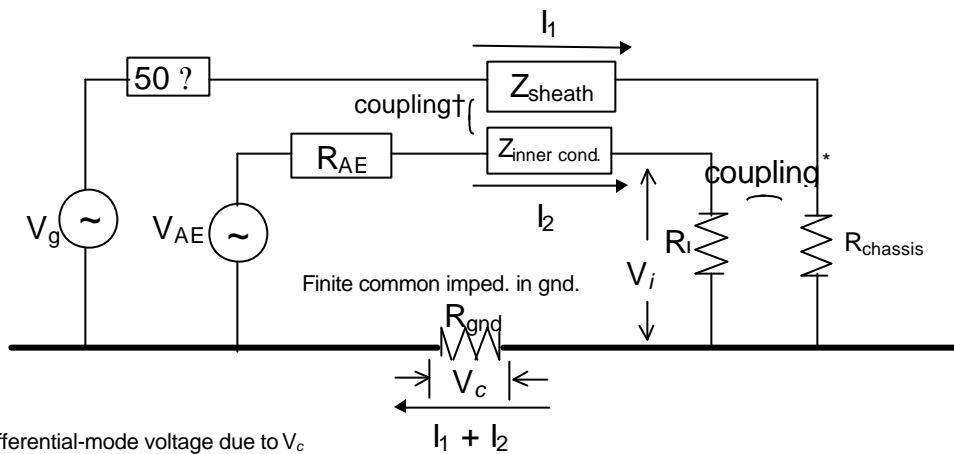 I1
50 ?
Zsheath
coupling†
RAE
Zinner cond.
coupling*
I2
Vg
~
VAE
~
Vi
RI
Rchassis
Finite common imped. in gnd.
Rgnd
Vc
I1 + I2
fferential-mode voltage due to Vc